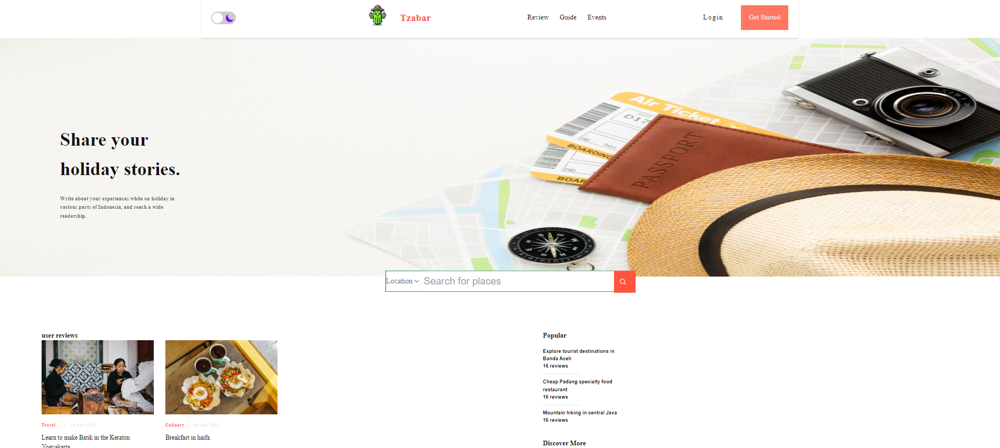 Tzabar
Review Guide Events
Login
Get Started
Air Ticket
GATE
D17
501
BOARDING
PASSPORT
Share your
holiday stories.
Write about your experiences while on holiday in
various parts of Indonesia, and reach a wide
readership.
Location Search for places
user reviews
Travel | 19 Feb 2022
Learn to make Batik in the Keraton
Yogyakarta
Culinary | 05 Jan 2022
Breakfast in haifa
Popular
Explore tourist destinations in
Banda Aceh
16 reviews
Cheap Padang specialty food
restaurant
16 reviews
Mountain hiking in central Java
16 reviews
Discover More